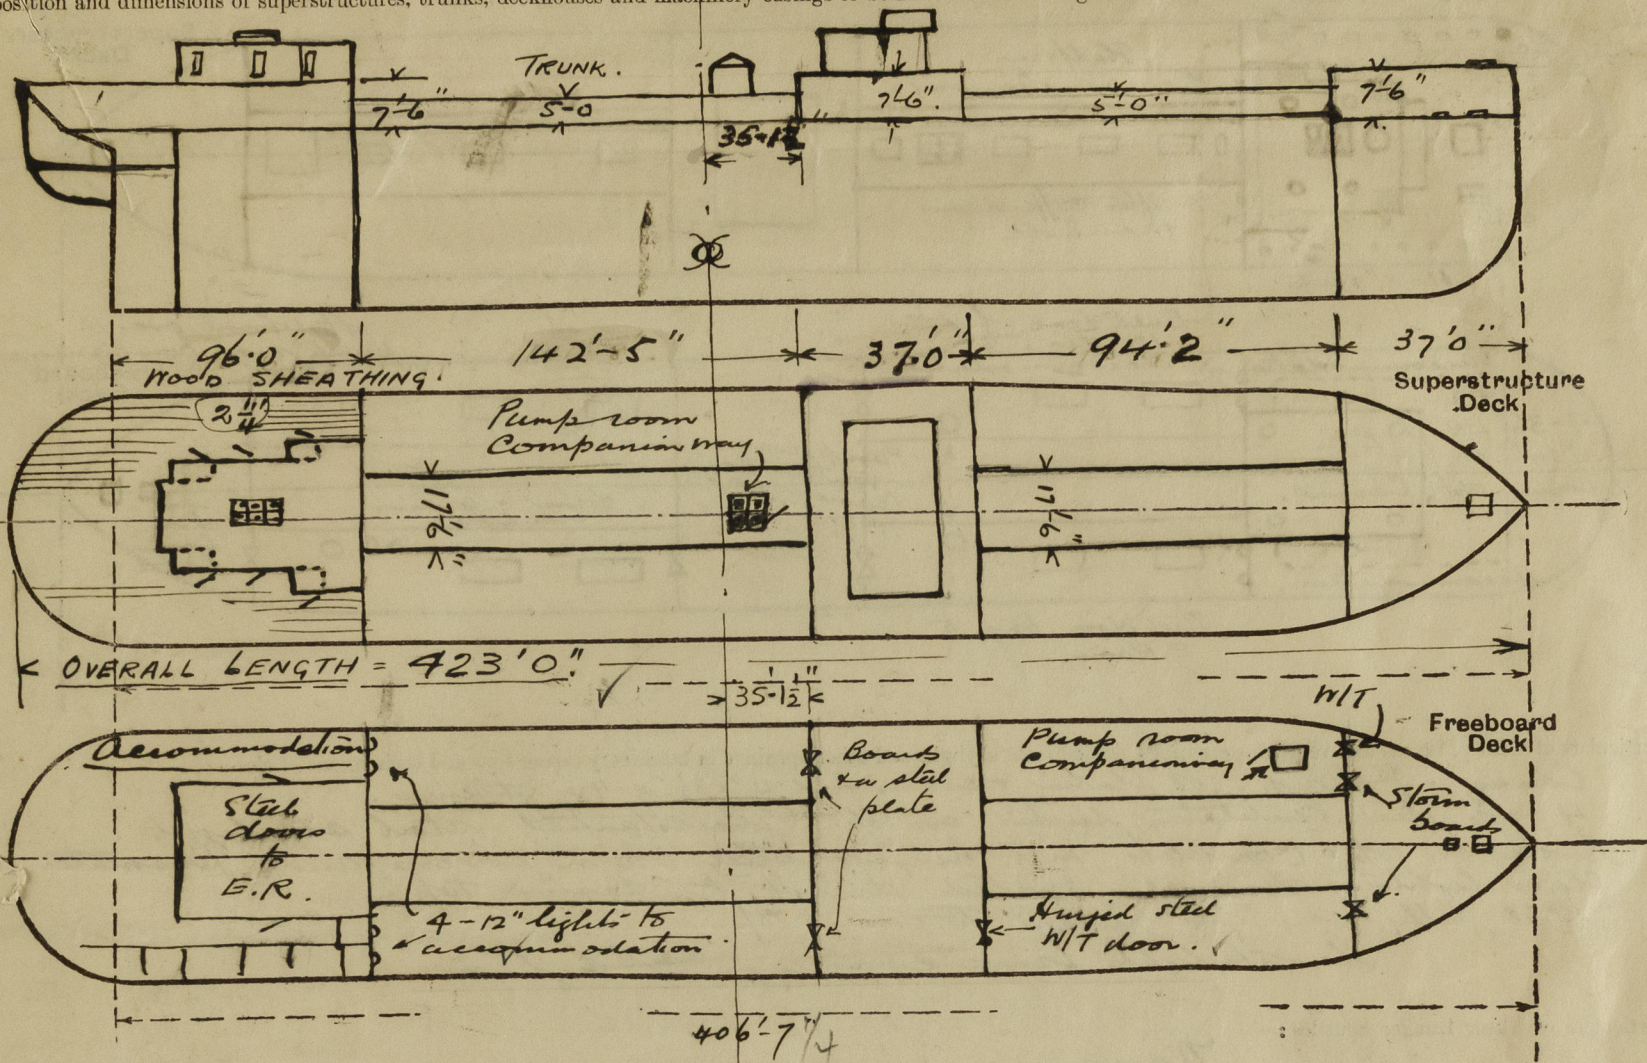 position and dimensions of superstructures, trunks, deckhouses and machinery casings
TRUNK.
7'-6"
5-0
7'-6".
5'-0"
7'-6"
35-1½"
96'·0"
142'-5"
37·0"
94'·2"
37'0"
WOOD SHEATHING.
2¼"
Superstructure
Deck
Pump room
Companionway
17'-6"
17'-6"
OVERALL LENGTH = 423'0".
35'-1½"
W/T
Freeboard
Deck
Accommodation
Steel
doors
to
E.R.
Boards
& a steel
plate
Pump room
Companionway
Storm
boards
4-12" lights to
accommodation
Hinged steel
W/T door.
406'-7"/4